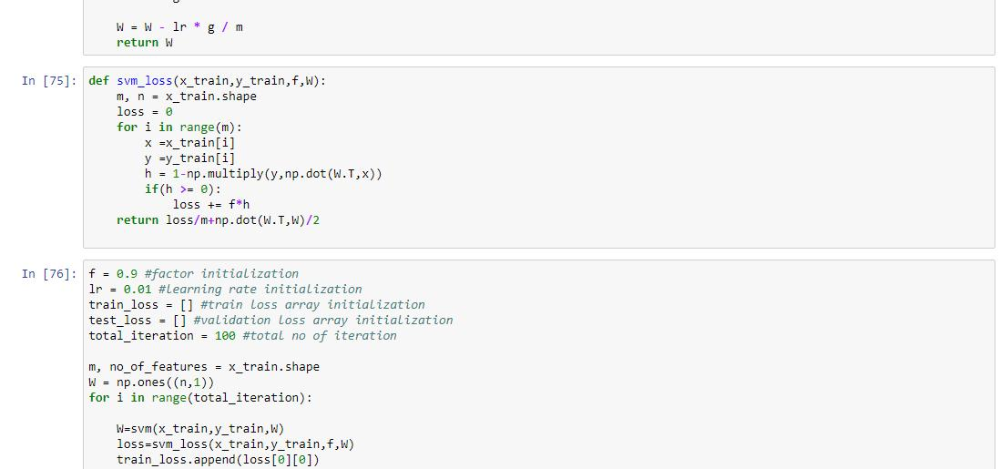 W = W - lr * g / m
return W
In [75]: def svm_loss(x_train,y_train,f,W):
m, n = x_train.shape
loss = 0
for i in range(m):
x =x_train[i]
y =y_train[i]
h = 1-np.multiply(y,np.dot(W.T,x))
if(h >= 0):
loss += f*h
return loss/m+np.dot(W.T,W)/2
In [76]: f = 0.9 #factor initialization
lr = 0.01 #learning rate initialization
train_loss = [] #train loss array initialization
test_loss = [] #validation loss array initialization
total_iteration = 100 #total no of iteration
m, no_of_features = x_train.shape
W = np.ones((n,1))
for i in range(total_iteration):
W=svm(x_train,y_train,W)
loss=svm_loss(x_train,y_train,f,W)
train_loss.append(loss[0][0])